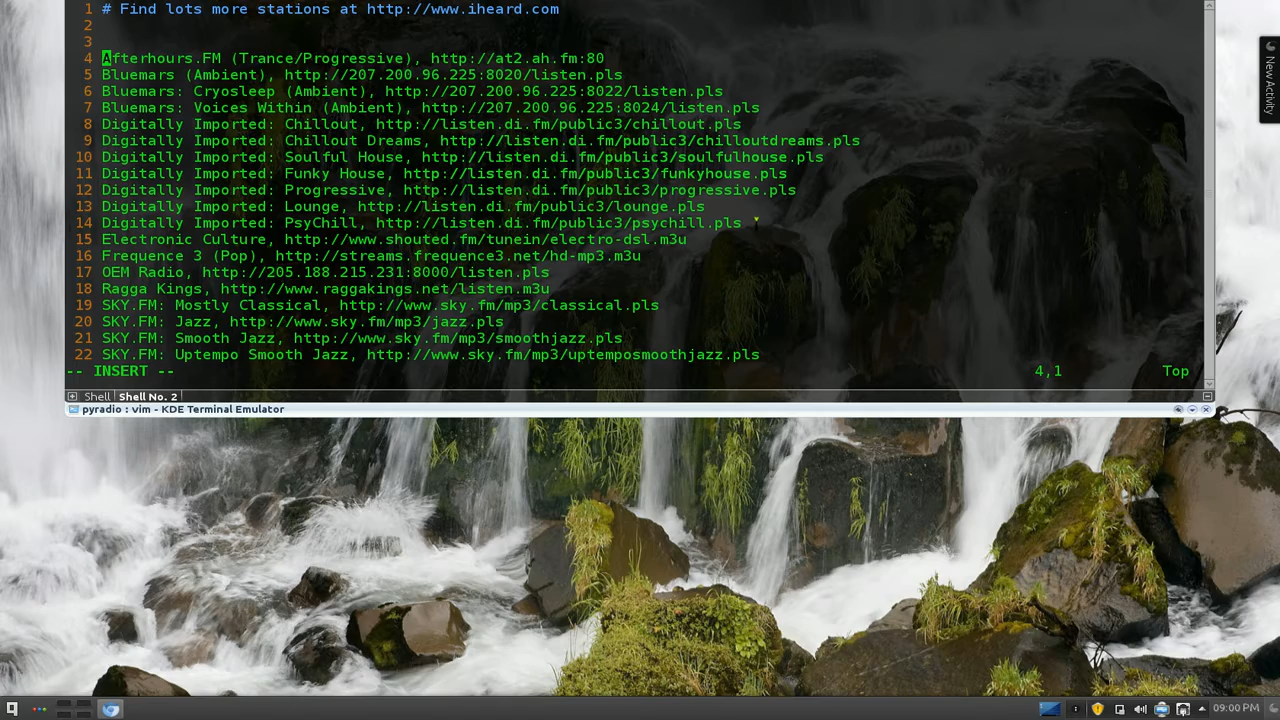 1 # Find lots more stations at http://www.iheard.com
2
3
4 Afterhours.FM (Trance/Progressive), http://at2.ah.fm:80
5 Bluemars (Ambient), http://207.200.96.225:8020/listen.pls
6 Bluemars: Cryosleep (Ambient), http://207.200.96.225:8022/listen.pls
7 Bluemars: Voices Within (Ambient), http://207.200.96.225:8024/listen.pls
8 Digitally Imported: Chillout, http://listen.di.fm/public3/chillout.pls
9 Digitally Imported: Chillout Dreams, http://listen.di.fm/public3/chilloutdreams.pls
10 Digitally Imported: Soulful House, http://listen.di.fm/public3/soulfulhouse.pls
11 Digitally Imported: Funky House, http://listen.di.fm/public3/funkyhouse.pls
12 Digitally Imported: Progressive, http://listen.di.fm/public3/progressive.pls
13 Digitally Imported: Lounge, http://listen.di.fm/public3/lounge.pls
14 Digitally Imported: PsyChill, http://listen.di.fm/public3/psychill.pls
15 Electronic Culture, http://www.shouted.fm/tunein/electro-dsl.m3u
16 Frequence 3 (Pop), http://streams.frequence3.net/hd-mp3.m3u
17 OEM Radio, http://205.188.215.231:8000/listen.pls
18 Ragga Kings, http://www.raggakings.net/listen.m3u
19 SKY.FM: Mostly Classical, http://www.sky.fm/mp3/classical.pls
20 SKY.FM: Jazz, http://www.sky.fm/mp3/jazz.pls
21 SKY.FM: Smooth Jazz, http://www.sky.fm/mp3/smoothjazz.pls
22 SKY.FM: Uptempo Smooth Jazz, http://www.sky.fm/mp3/uptemposmoothjazz.pls
-- INSERT -- 4,1 Top
Shell Shell No. 2
pyradio : vim - KDE Terminal Emulator
New Activity
09:00 PM